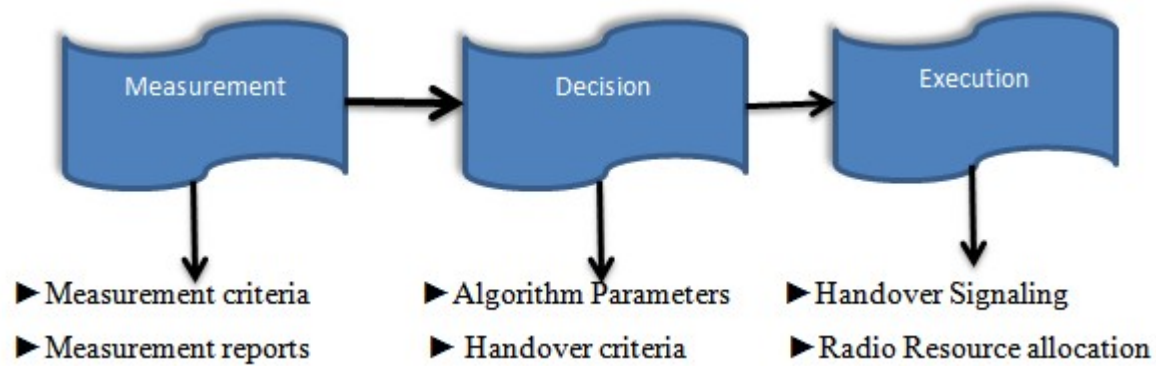 Measurement
Decision
Execution
►Measurement criteria
►Measurement reports
►Algorithm Parameters
► Handover criteria
►Handover Signaling
►Radio Resource allocation